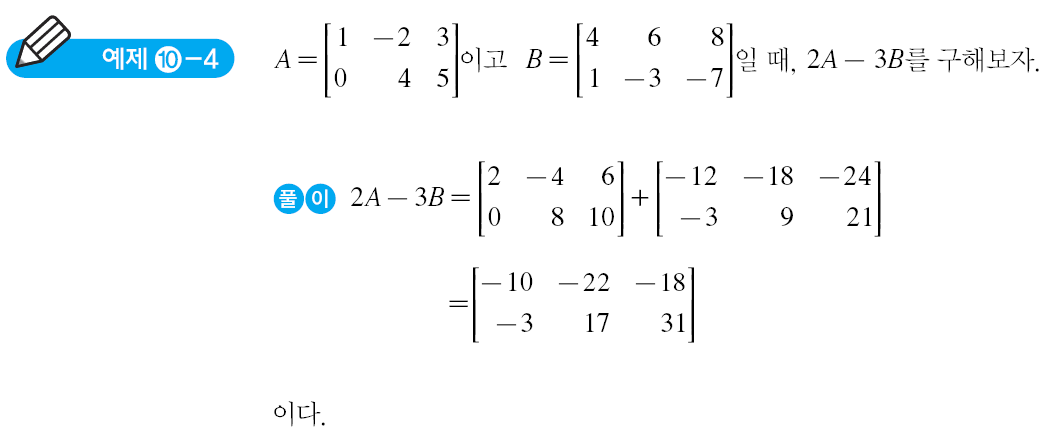 예제 ⑩-4 A = [1 -2 3; 0 4 5] 이고 B = [4 6 8; 1 -3 -7] 일 때, 2A - 3B를 구해보자.
풀이 2A - 3B = [2 -4 6; 0 8 10] + [-12 -18 -24; -3 9 21]
= [-10 -22 -18; -3 17 31]
이다.